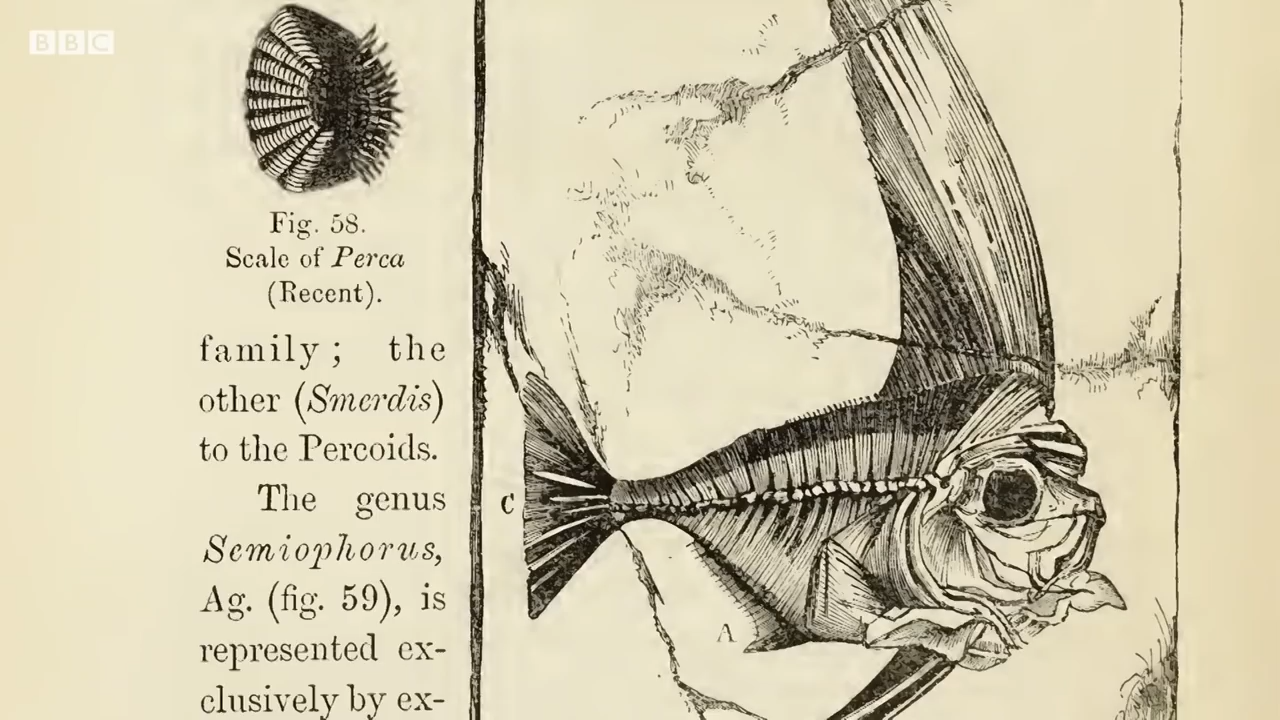 BBC
Fig. 58.
Scale of Perca
(Recent).
family ; the
other (Smerdis)
to the Percoids.
The genus
Semiophorus,
Ag. (fig. 59), is
represented ex-
clusively by ex-
C
A